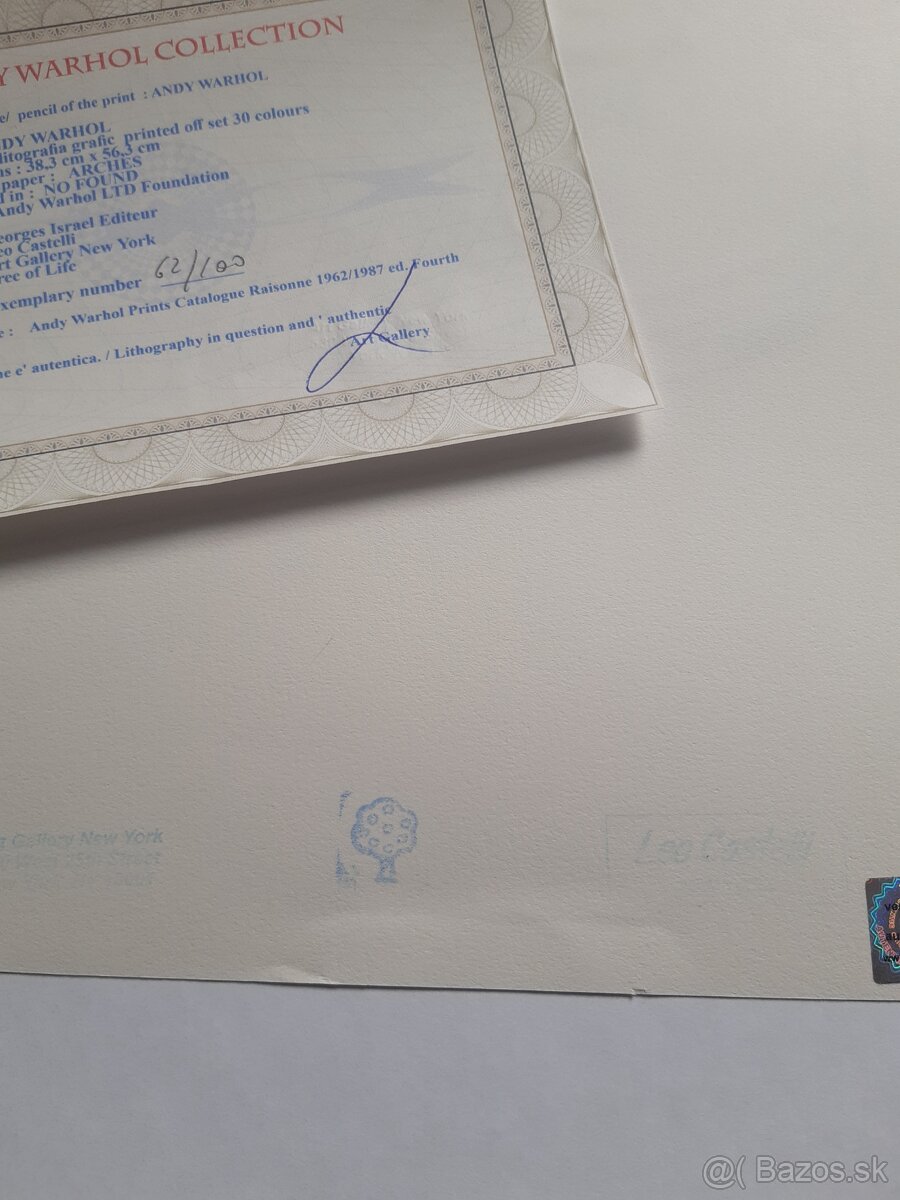 Y WARHOL COLLECTION
e/ pencil of the print : ANDY WARHOL
DY WARHOL
litografia grafic printed off set 30 colours
ns : 38,3 cm x 56,3 cm
paper : ARCHES
d in : NO FOUND
Andy Warhol LTD Foundation
eorges Israel Editeur
eo Castelli
rt Gallery New York
ree of Life
xemplary number 62/100
e : Andy Warhol Prints Catalogue Raisonne 1962/1987 ed. Fourth
ne e' autentica. / Lithography in question and ' authentic
Art Gallery
Gallery New York
Leo Castelli
@( Bazos.sk